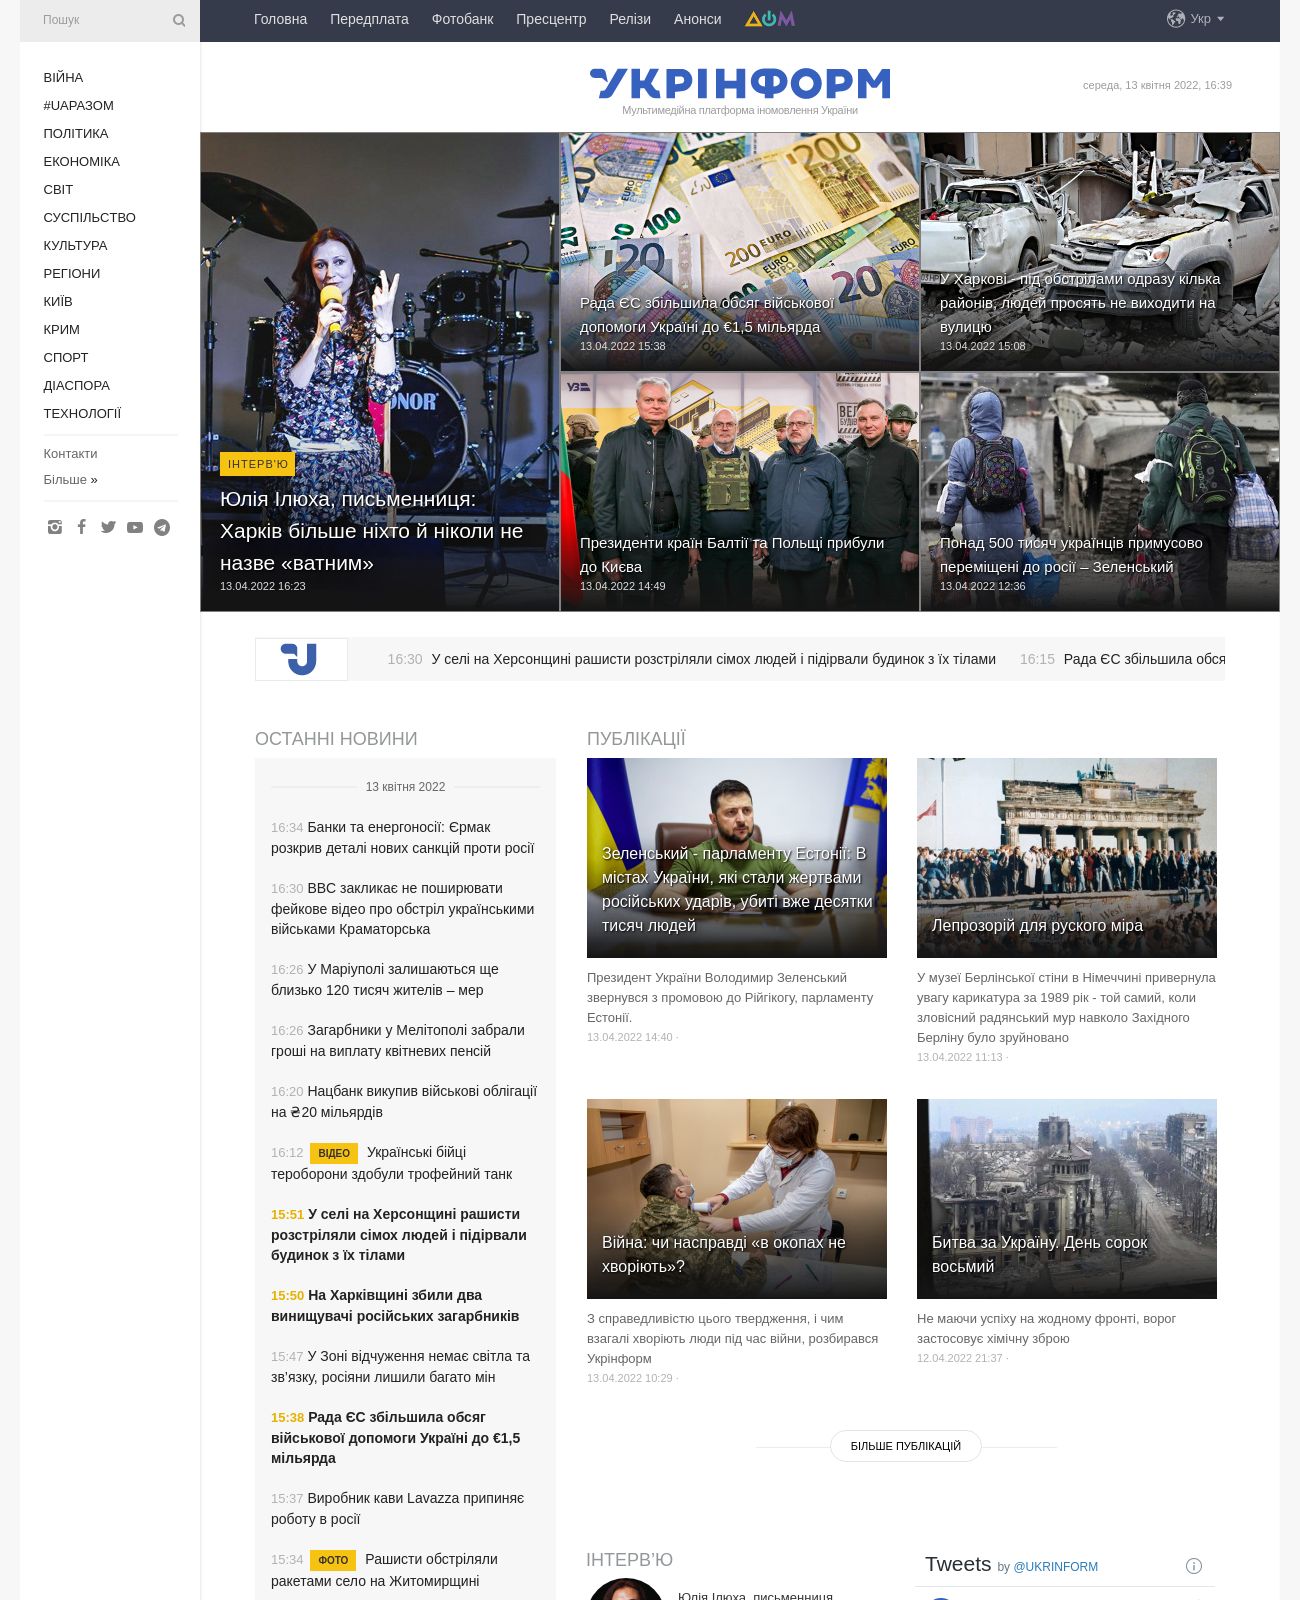 Пошук
Головна
Передплата
Фотобанк
Пресцентр
Релізи
Анонси
ДОМ
Укр
ВІЙНА
#UАРАЗОМ
ПОЛІТИКА
ЕКОНОМІКА
СВІТ
СУСПІЛЬСТВО
КУЛЬТУРА
РЕГІОНИ
КИЇВ
КРИМ
СПОРТ
ДІАСПОРА
ТЕХНОЛОГІЇ
Контакти
Більше »
УКРІНФОРМ
Мультимедійна платформа іномовлення України
середа, 13 квітня 2022, 16:39
ІНТЕРВ'Ю
Юлія Ілюха, письменниця:
Харків більше ніхто й ніколи не
назве «ватним»
13.04.2022 16:23
Рада ЄС збільшила обсяг військової
допомоги Україні до €1,5 мільярда
13.04.2022 15:38
У Харкові - під обстрілами одразу кілька
районів, людей просять не виходити на
вулицю
13.04.2022 15:08
Президенти країн Балтії та Польщі прибули
до Києва
13.04.2022 14:49
Понад 500 тисяч українців примусово
переміщені до росії – Зеленський
13.04.2022 12:36
16:30 У селі на Херсонщині рашисти розстріляли сімох людей і підірвали будинок з їх тілами
16:15 Рада ЄС збільшила обся
ОСТАННІ НОВИНИ
13 квітня 2022
16:34 Банки та енергоносії: Єрмак
розкрив деталі нових санкцій проти росії
16:30 ВВС закликає не поширювати
фейкове відео про обстріл українськими
військами Краматорська
16:26 У Маріуполі залишаються ще
близько 120 тисяч жителів – мер
16:26 Загарбники у Мелітополі забрали
гроші на виплату квітневих пенсій
16:20 Нацбанк викупив військові облігації
на ₴20 мільярдів
16:12 ВІДЕО Українські бійці
тероборони здобули трофейний танк
15:51 У селі на Херсонщині рашисти
розстріляли сімох людей і підірвали
будинок з їх тілами
15:50 На Харківщині збили два
винищувачі російських загарбників
15:47 У Зоні відчуження немає світла та
зв’язку, росіяни лишили багато мін
15:38 Рада ЄС збільшила обсяг
військової допомоги Україні до €1,5
мільярда
15:37 Виробник кави Lavazza припиняє
роботу в росії
15:34 ФОТО Рашисти обстріляли
ракетами село на Житомирщині
ПУБЛІКАЦІЇ
Зеленський - парламенту Естонії: В
містах України, які стали жертвами
російських ударів, убиті вже десятки
тисяч людей
Президент України Володимир Зеленський
звернувся з промовою до Рійгікогу, парламенту
Естонії.
13.04.2022 14:40 ·
Лепрозорій для руского міра
У музеї Берлінської стіни в Німеччині привернула
увагу карикатура за 1989 рік - той самий, коли
зловісний радянський мур навколо Західного
Берліну було зруйновано
13.04.2022 11:13 ·
Війна: чи насправді «в окопах не
хворіють»?
З справедливістю цього твердження, і чим
взагалі хворіють люди під час війни, розбирався
Укрінформ
13.04.2022 10:29 ·
Битва за Україну. День сорок
восьмий
Не маючи успіху на жодному фронті, ворог
застосовує хімічну зброю
12.04.2022 21:37 ·
БІЛЬШЕ ПУБЛІКАЦІЙ
ІНТЕРВ’Ю
Юлія Ілюха, письменниця
Tweets by @UKRINFORM